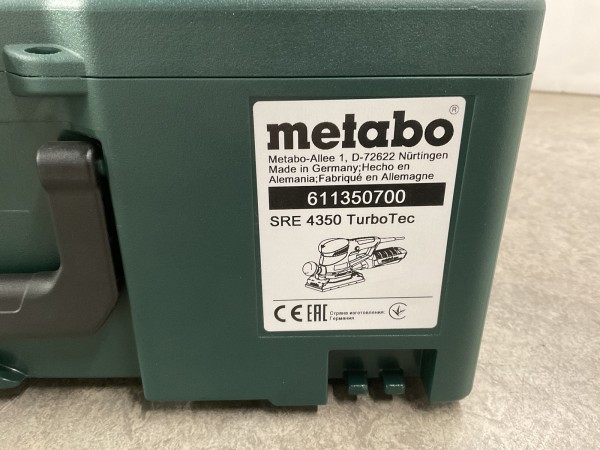 metabo®
Metabo-Allee 1, D-72622 Nürtingen
Made in Germany;Hecho en
Alemania;Fabriqué en Allemagne
611350700
SRE 4350 TurboTec
CE EAC
Страна изготовления:
Германия